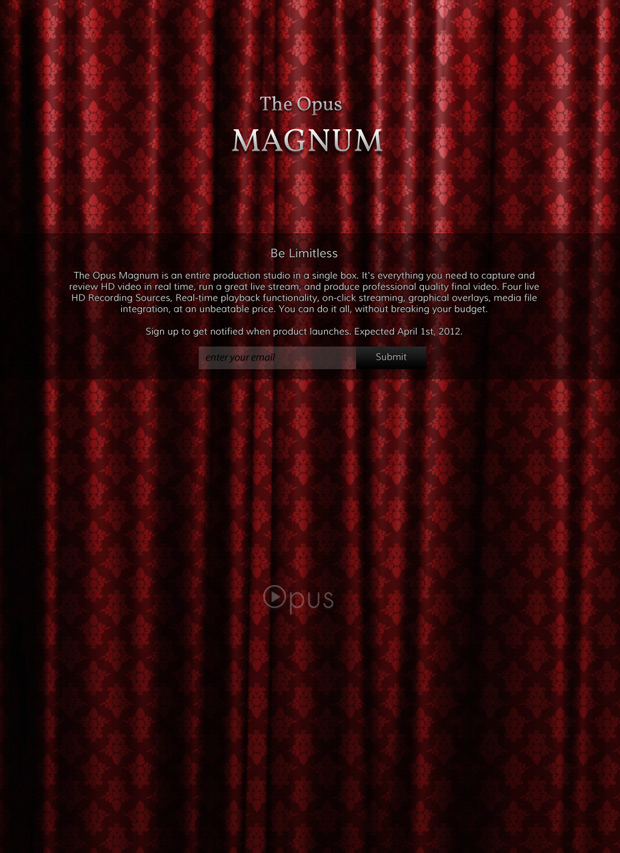 The Opus
MAGNUM
Be Limitless
The Opus Magnum is an entire production studio in a single box. It's everything you need to capture and
review HD video in real time, run a great live stream, and produce professional quality final video. Four live
HD Recording Sources, Real-time playback functionality, on-click streaming, graphical overlays, media file
integration, at an unbeatable price. You can do it all, without breaking your budget.
Sign up to get notified when product launches. Expected April 1st, 2012.
enter your email
Submit
Opus